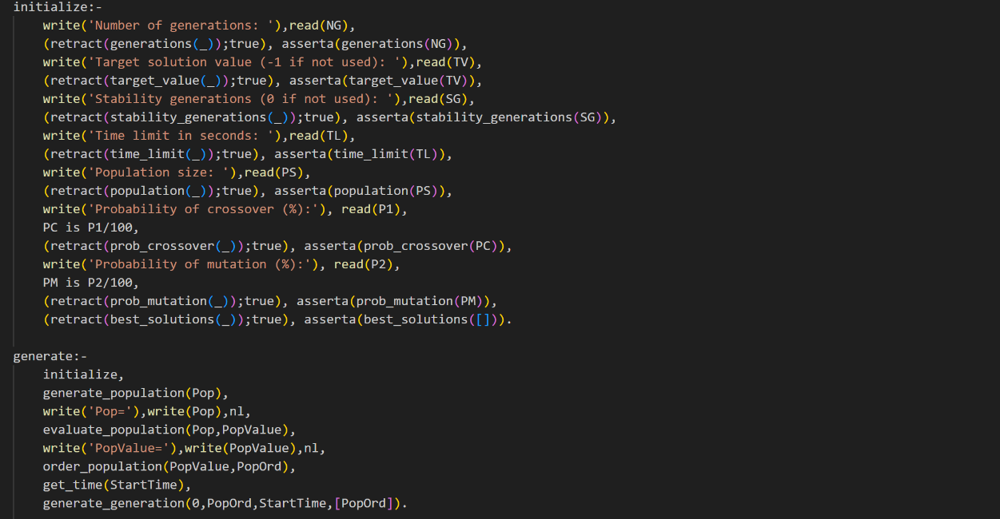 initialize:-
    write('Number of generations: '),read(NG),
    (retract(generations(_));true), asserta(generations(NG)),
    write('Target solution value (-1 if not used): '),read(TV),
    (retract(target_value(_));true), asserta(target_value(TV)),
    write('Stability generations (0 if not used): '),read(SG),
    (retract(stability_generations(_));true), asserta(stability_generations(SG)),
    write('Time limit in seconds: '),read(TL),
    (retract(time_limit(_));true), asserta(time_limit(TL)),
    write('Population size: '),read(PS),
    (retract(population(_));true), asserta(population(PS)),
    write('Probability of crossover (%):'), read(P1),
    PC is P1/100,
    (retract(prob_crossover(_));true), asserta(prob_crossover(PC)),
    write('Probability of mutation (%):'), read(P2),
    PM is P2/100,
    (retract(prob_mutation(_));true), asserta(prob_mutation(PM)),
    (retract(best_solutions(_));true), asserta(best_solutions([])).

generate:-
    initialize,
    generate_population(Pop),
    write('Pop='),write(Pop),nl,
    evaluate_population(Pop,PopValue),
    write('PopValue='),write(PopValue),nl,
    order_population(PopValue,PopOrd),
    get_time(StartTime),
    generate_generation(0,PopOrd,StartTime,[PopOrd]).